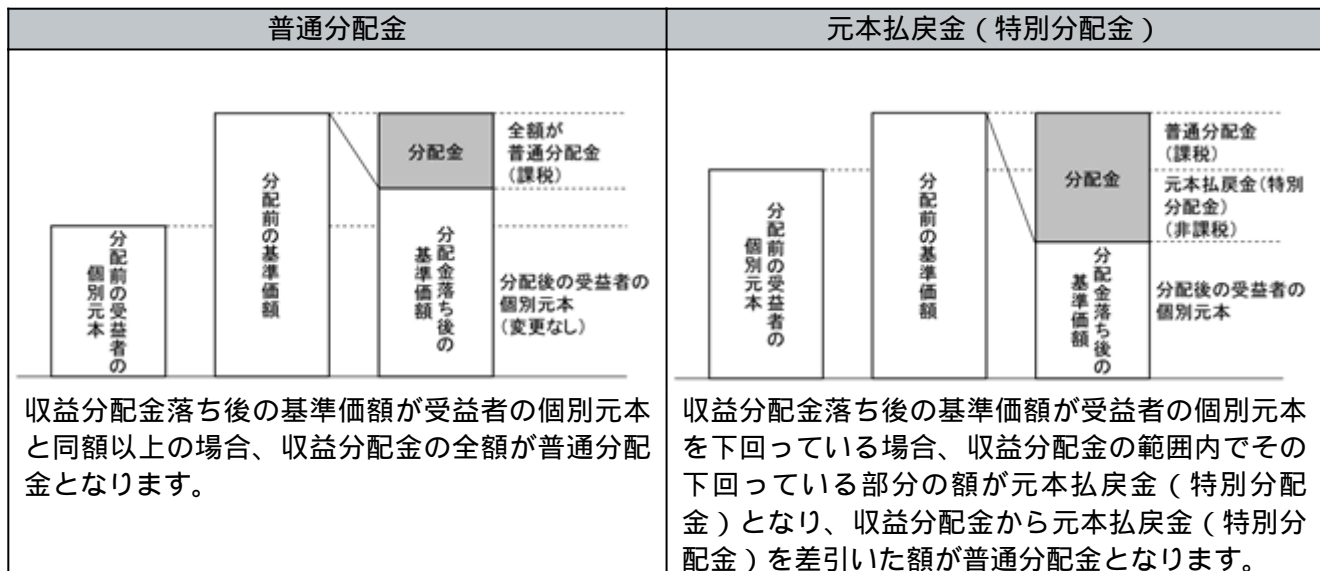 普通分配金
分配前の受益者の
個別元本
分配前の基準価額
分配金
分配金落ち後の
基準価額
全額が
普通分配金
(課税)
分配後の受益者の
個別元本
(変更なし)
収益分配金落ち後の基準価額が受益者の個別元本
と同額以上の場合、収益分配金の全額が普通分配
金となります。
元本払戻金(特別分配金)
分配前の受益者の
個別元本
分配前の基準価額
分配金
分配金落ち後の
基準価額
普通分配金
(課税)
元本払戻金(特別
分配金)
(非課税)
分配後の受益者の
個別元本
収益分配金落ち後の基準価額が受益者の個別元本
を下回っている場合、収益分配金の範囲内でその
下回っている部分の額が元本払戻金(特別分配
金)となり、収益分配金から元本払戻金(特別分
配金)を差引いた額が普通分配金となります。